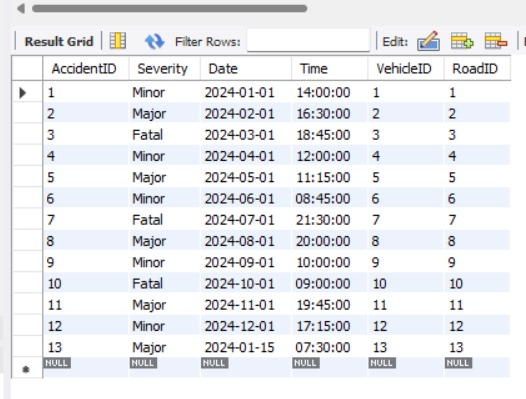 Result Grid Filter Rows: Edit:
AccidentID Severity Date Time VehicleID RoadID
1 Minor 2024-01-01 14:00:00 1 1
2 Major 2024-02-01 16:30:00 2 2
3 Fatal 2024-03-01 18:45:00 3 3
4 Minor 2024-04-01 12:00:00 4 4
5 Major 2024-05-01 11:15:00 5 5
6 Minor 2024-06-01 08:45:00 6 6
7 Fatal 2024-07-01 21:30:00 7 7
8 Major 2024-08-01 20:00:00 8 8
9 Minor 2024-09-01 10:00:00 9 9
10 Fatal 2024-10-01 09:00:00 10 10
11 Major 2024-11-01 19:45:00 11 11
12 Minor 2024-12-01 17:15:00 12 12
13 Major 2024-01-15 07:30:00 13 13
NULL NULL NULL NULL NULL NULL